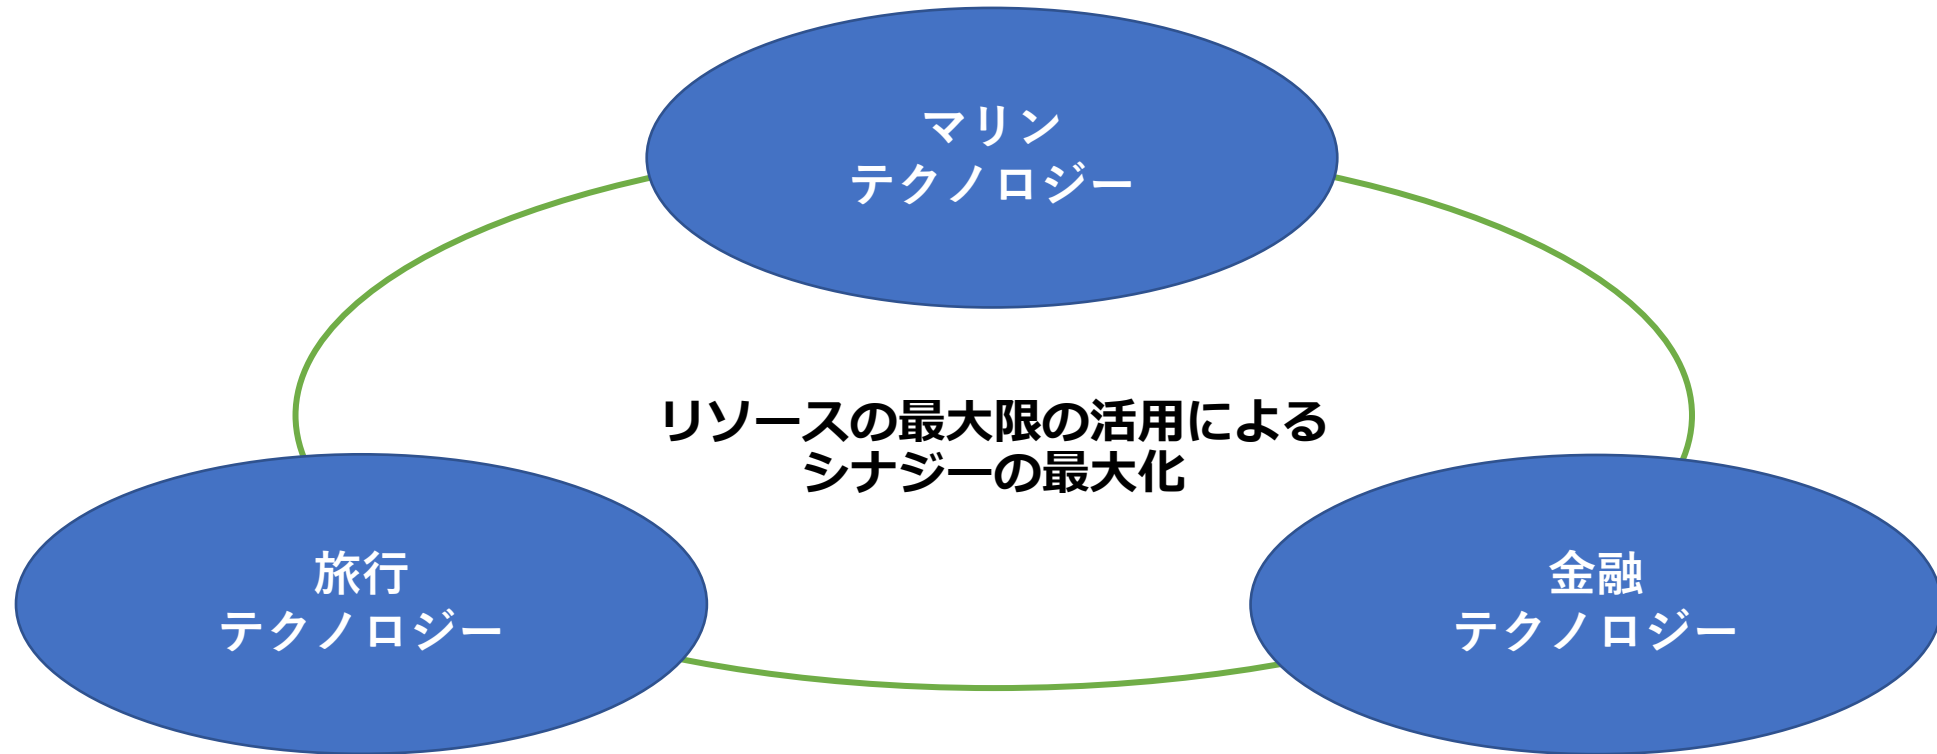 マリン
テクノロジー
リソースの最大限の活用による
シナジーの最大化
旅行
テクノロジー
金融
テクノロジー